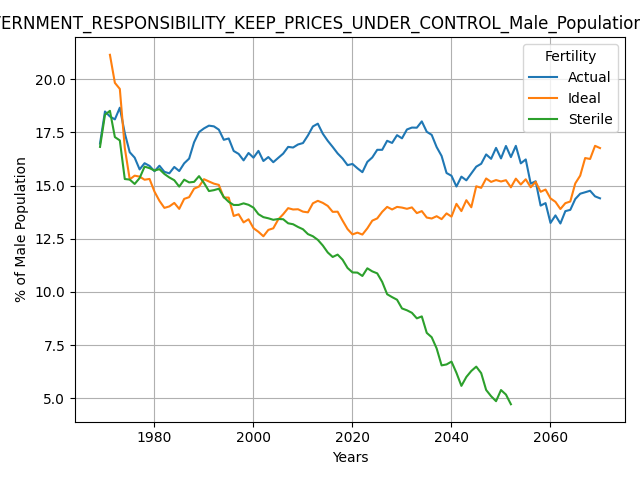 VERNMENT_RESPONSIBILITY_KEEP_PRICES_UNDER_CONTROL_Male_Population
Fertility
Actual
Ideal
Sterile
% of Male Population
20.0
17.5
15.0
12.5
10.0
7.5
5.0
1980 2000 2020 2040 2060
Years